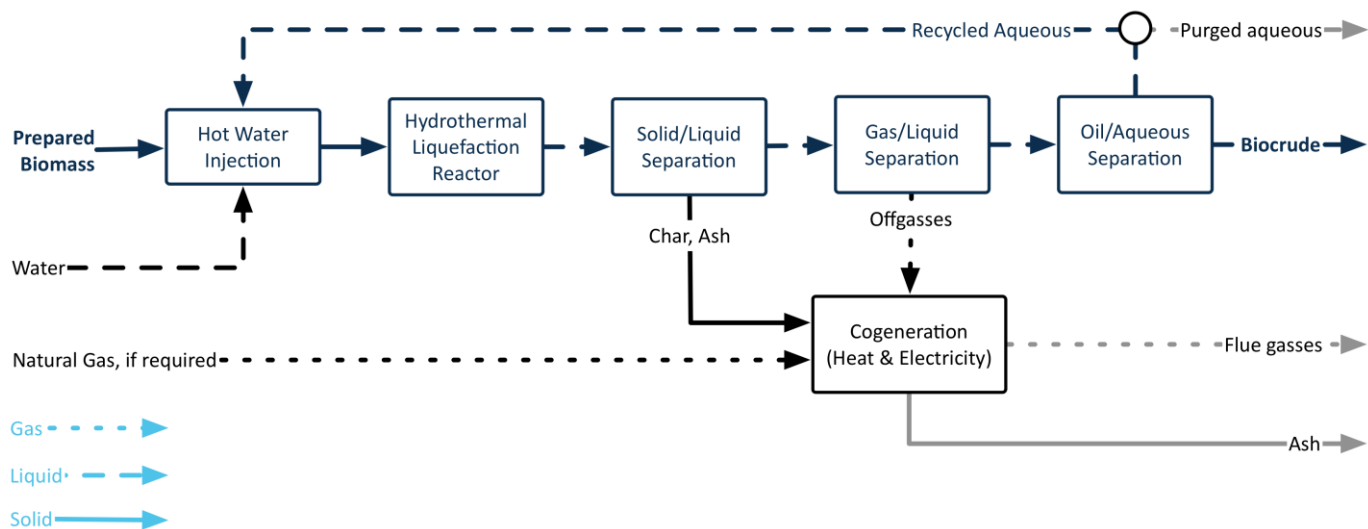 Recycled Aqueous
Purged aqueous
Prepared
Biomass
Hot Water
Injection
Hydrothermal
Liquefaction
Reactor
Solid/Liquid
Separation
Gas/Liquid
Separation
Oil/Aqueous
Separation
Biocrude
Char, Ash
Offgasses
Water
Cogeneration
(Heat & Electricity)
Natural Gas, if required
Flue gasses
Gas
Ash
Liquid
Solid